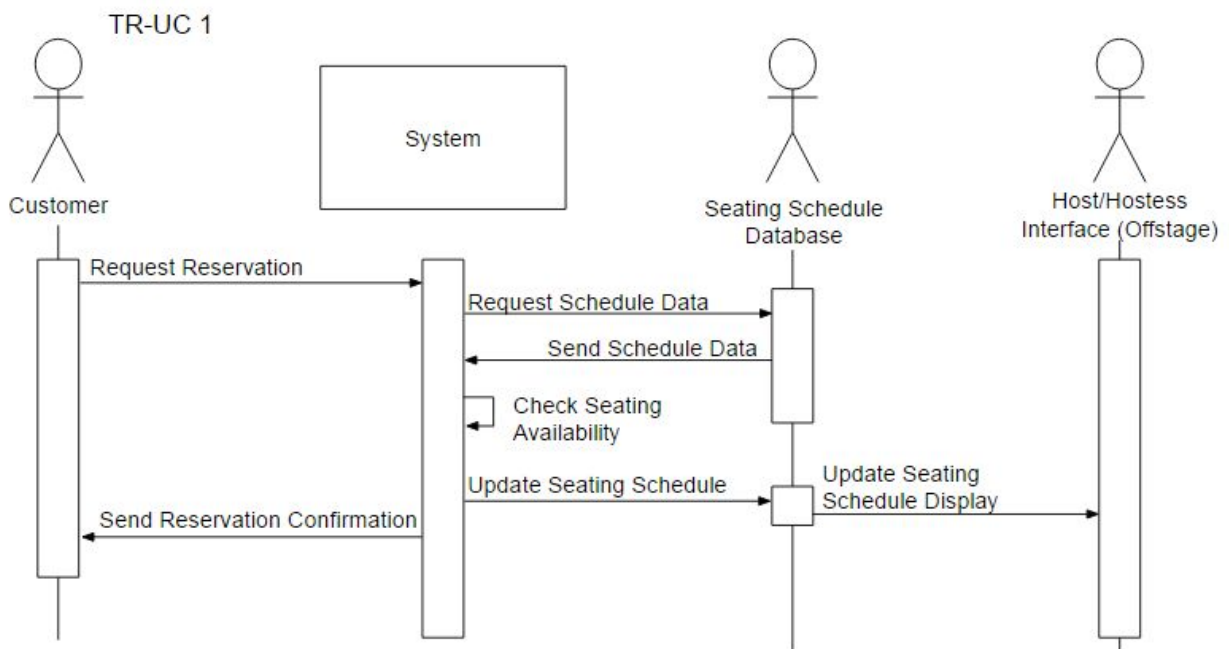 TR-UC 1
System
Customer
Seating Schedule
Database
Host/Hostess
Interface (Offstage)
Request Reservation
Request Schedule Data
Send Schedule Data
Check Seating
Availability
Update Seating Schedule
Update Seating
Schedule Display
Send Reservation Confirmation